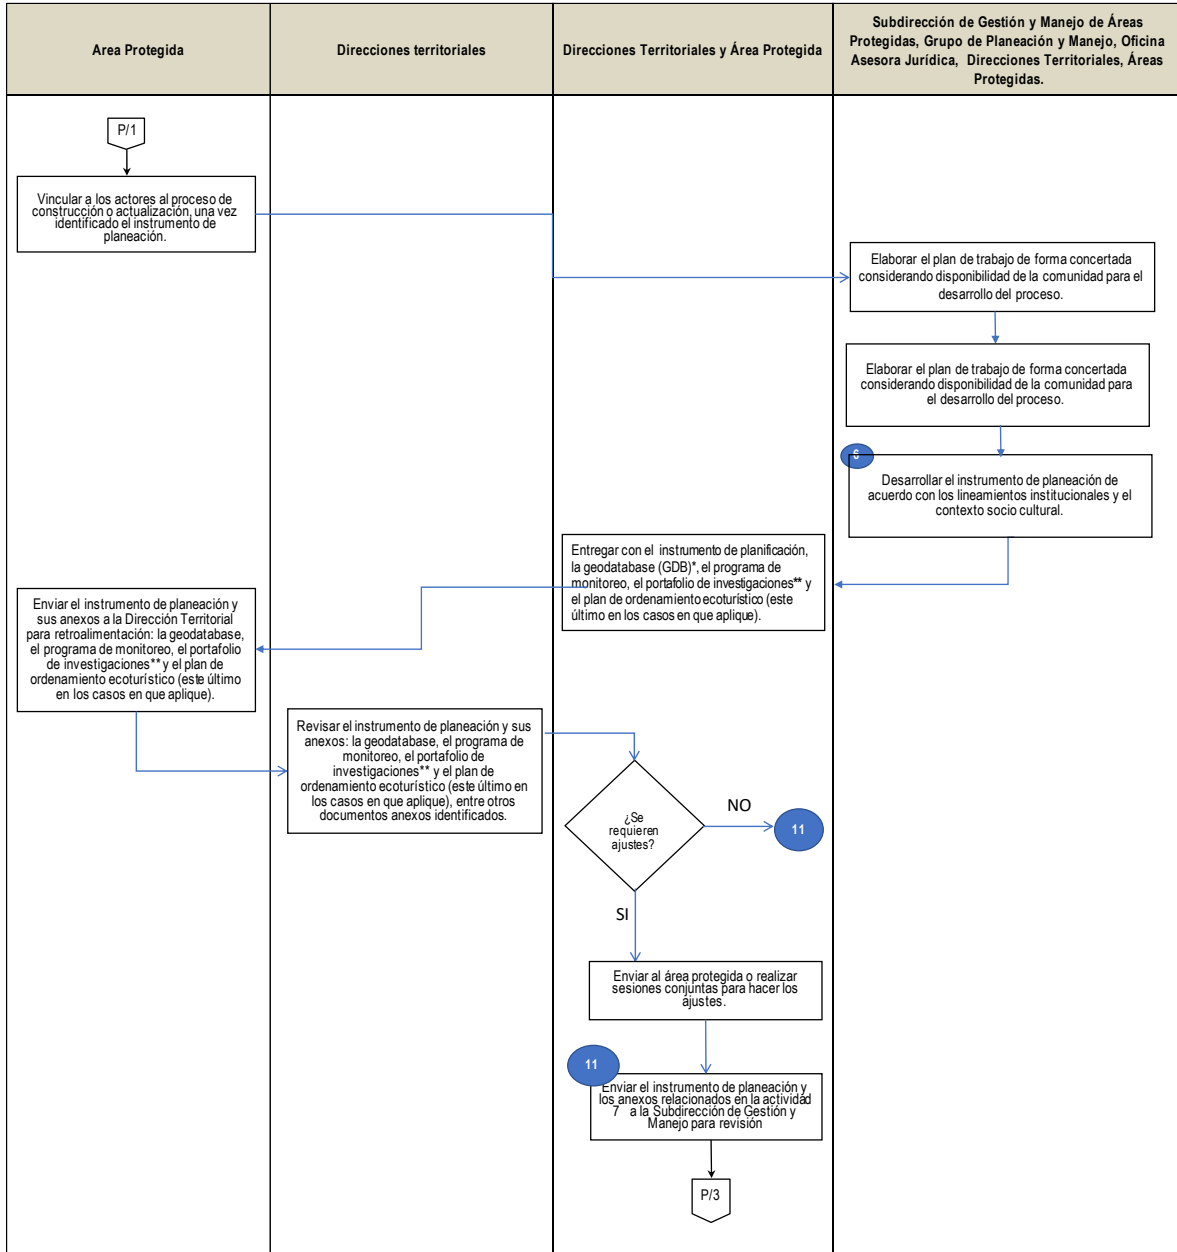 Area Protegida
Direcciones territoriales
Direcciones Territoriales y Área Protegida
Subdirección de Gestión y Manejo de Áreas
Protegidas, Grupo de Planeación y Manejo, Oficina
Asesora Jurídica, Direcciones Territoriales, Áreas
Protegidas.
P/1
Vincular a los actores al proceso de
construcción o actualización, una vez
identificado el instrumento de
planeación.
Elaborar el plan de trabajo de forma concertada
considerando disponibilidad de la comunidad para el
desarrollo del proceso.
Elaborar el plan de trabajo de forma concertada
considerando disponibilidad de la comunidad para
el desarrollo del proceso.
6
Desarrollar el instrumento de planeación de
acuerdo con los lineamientos institucionales y el
contexto socio cultural.
Entregar con el instrumento de planificación,
la geodatabase (GDB)*, el programa de
monitoreo, el portafolio de investigaciones** y
el plan de ordenamiento ecoturístico (este
último en los casos en que aplique).
Enviar el instrumento de planeación y
sus anexos a la Dirección Territorial
para retroalimentación: la geodatabase,
el programa de monitoreo, el portafolio
de investigaciones** y el plan de
ordenamiento ecoturístico (este último
en los casos en que aplique).
Revisar el instrumento de planeación y sus
anexos: la geodatabase, el programa de
monitoreo, el portafolio de
investigaciones** y el plan de
ordenamiento ecoturístico (este último en
los casos en que aplique), entre otros
documentos anexos identificados.
¿Se
requieren
ajustes?
NO
11
SI
Enviar al área protegida o realizar
sesiones conjuntas para hacer los
ajustes.
11
Enviar el instrumento de planeación y
los anexos relacionados en la actividad
7 a la Subdirección de Gestión y
Manejo para revisión
P/3